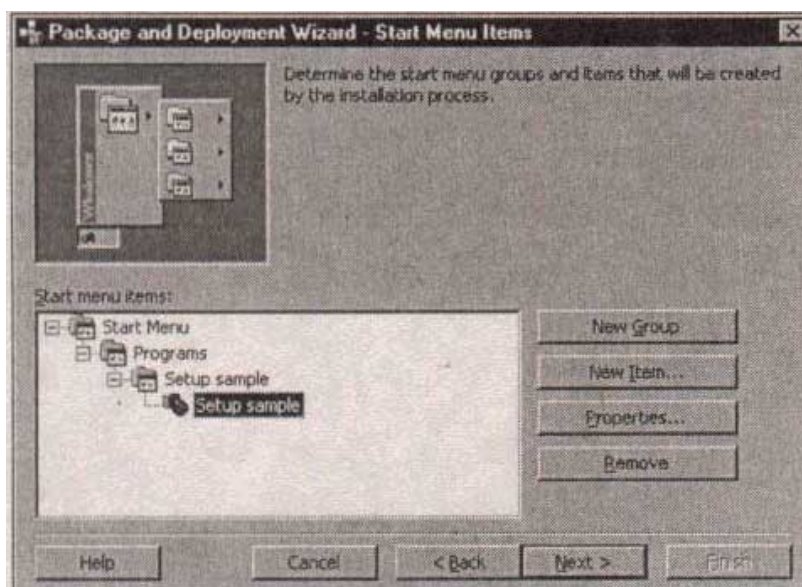 Package and Deployment Wizard - Start Menu Items
Determine the start menu groups and items that will be created
by the installation process.
Windows
Start menu items:
Start Menu
Programs
Setup sample
Setup sample
New Group
New Item...
Properties...
Remove
Help
Cancel
< Back
Next >
Finish